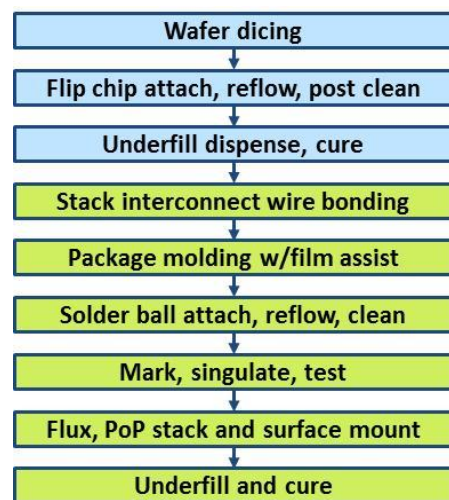 Wafer dicing
Flip chip attach, reflow, post clean
Underfill dispense, cure
Stack interconnect wire bonding
Package molding w/film assist
Solder ball attach, reflow, clean
Mark, singulate, test
Flux, PoP stack and surface mount
Underfill and cure